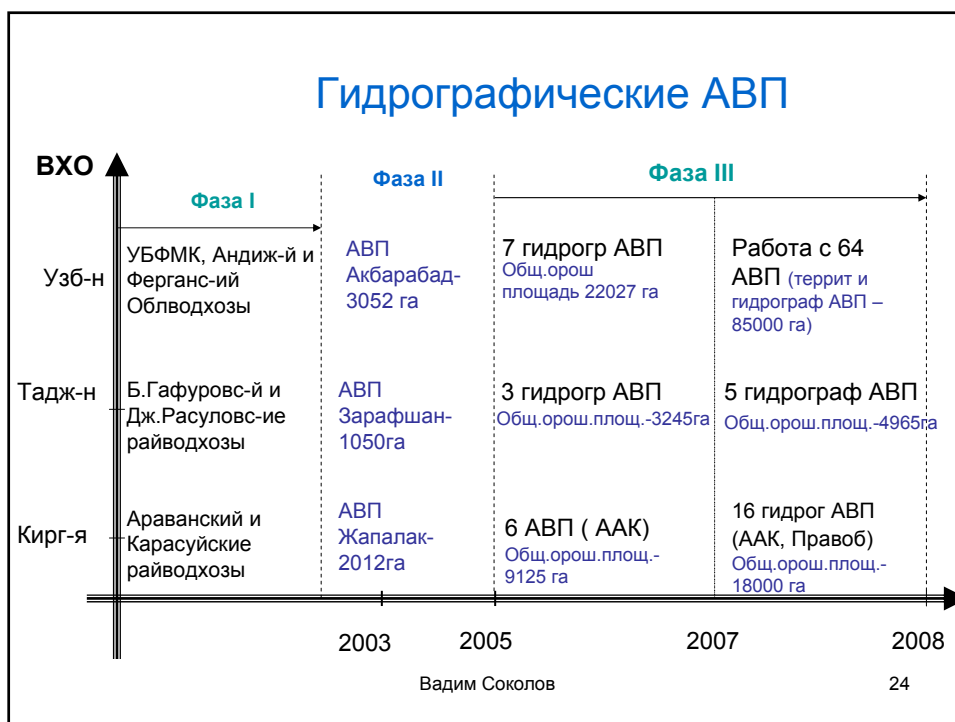 Гидрографические АВП
ВХО
Фаза I
Фаза II
Фаза III
Узб-н
УБФМК, Андиж-й и
Ферганс-ий
Облводхозы
АВП
Акбарабад-
3052 га
7 гидрогр АВП
Общ.орош
площадь 22027 га
Работа с 64
АВП (террит и
гидрограф АВП –
85000 га)
Тадж-н
Б.Гафуровс-й и
Дж.Расуловс-ие
райводхозы
АВП
Зарафшан-
1050га
3 гидрогр АВП
Общ.орош.площ.-3245га
5 гидрограф АВП
Общ.орош.площ.-4965га
Кирг-я
Араванский и
Карасуйские
райводхозы
АВП
Жапалак-
2012га
6 АВП ( ААК)
Общ.орош.площ.-
9125 га
16 гидрог АВП
(ААК, Правоб)
Общ.орош.площ.-
18000 га
2003
2005
2007
2008
Вадим Соколов
24